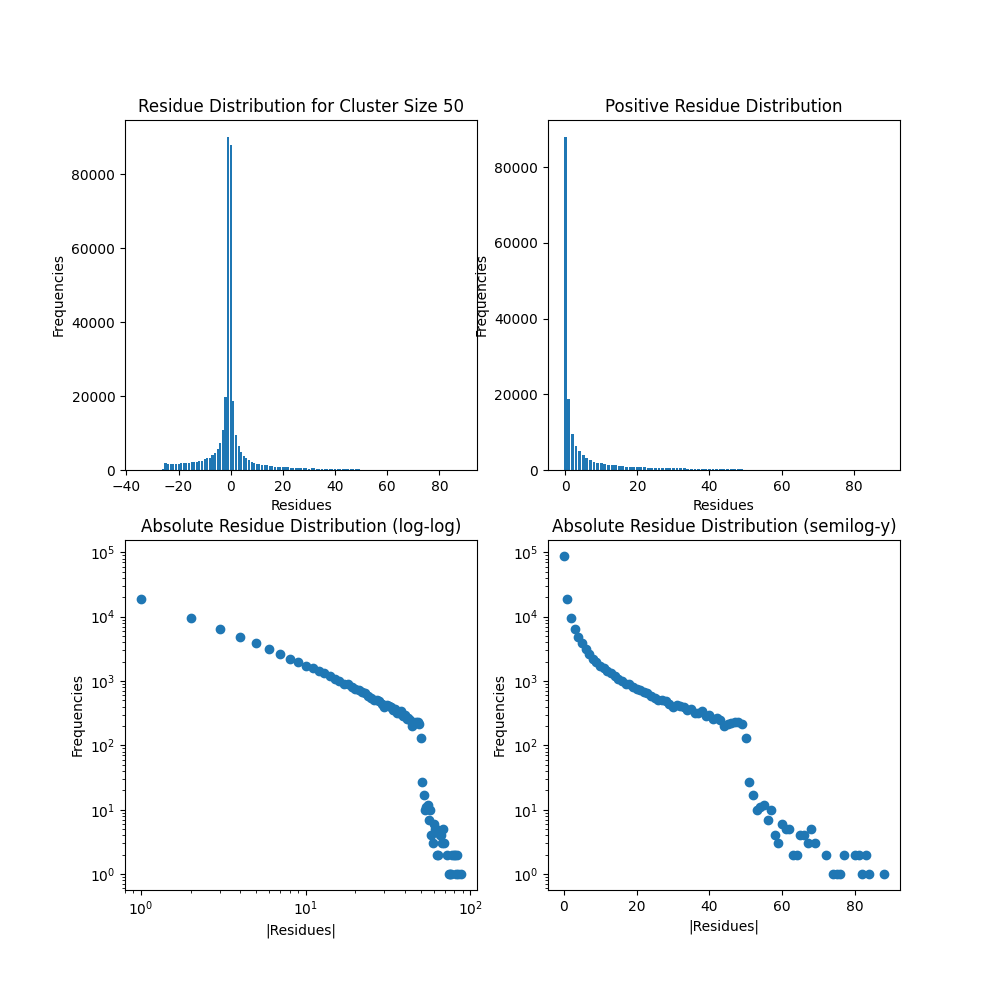 Residue Distribution for Cluster Size 50
Frequencies
80000
60000
40000
20000
0
−40 −20 0 20 40 60 80
Residues
Positive Residue Distribution
Frequencies
80000
60000
40000
20000
0
0 20 40 60 80
Residues
Absolute Residue Distribution (log-log)
Frequencies
10⁵
10⁴
10³
10²
10¹
10⁰
10⁰ 10¹ 10²
|Residues|
Absolute Residue Distribution (semilog-y)
Frequencies
10⁵
10⁴
10³
10²
10¹
10⁰
0 20 40 60 80
|Residues|